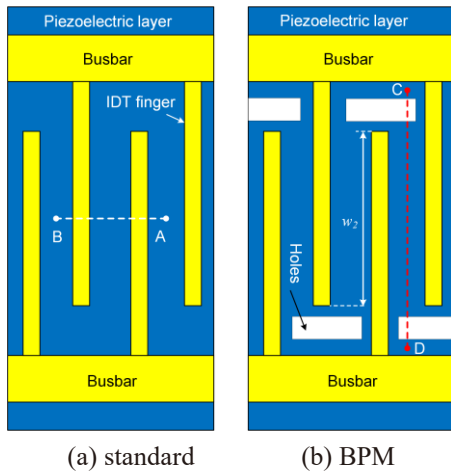 Piezoelectric layer
Busbar
IDT finger
B
A
Busbar
(a) standard
Piezoelectric layer
Busbar
C
w₂
Holes
D
Busbar
(b) BPM